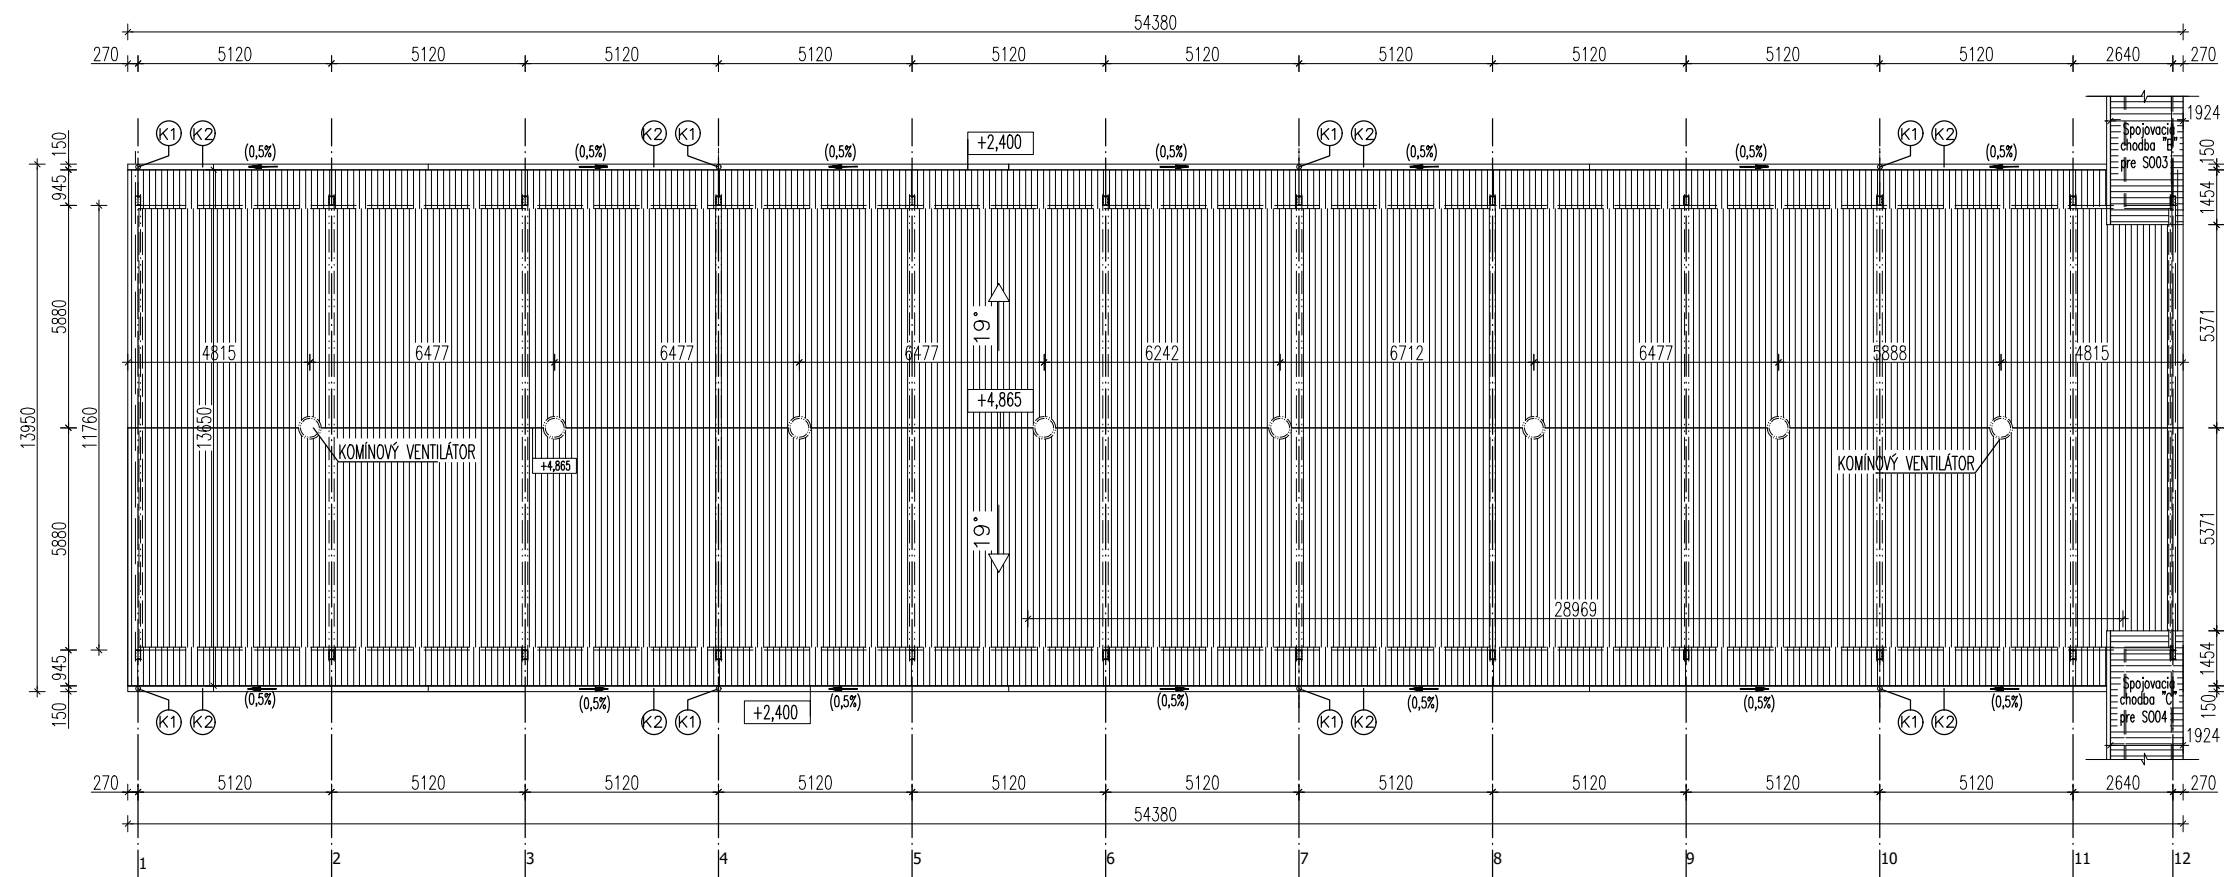 54380
270 5120 5120 5120 5120 5120 5120 5120 5120 5120 5120 2640 270
K1 K2 K2 K1 +2,400 K1 K2 K1 K2 1924
(0,5%) (0,5%) (0,5%) (0,5%) (0,5%) (0,5%) (0,5%)
Spojovacia
chodba "B"
pre SO03
150 150
945 1454
5880 5371
19°
4815 6477 6477 6477 6242 6712 6477 5888 4815
+4,865
13950 11760 13650
KOMÍNOVÝ VENTILÁTOR
+4,865
KOMÍNOVÝ VENTILÁTOR
5880 5371
19°
28969
945 1454
150 150
Spojovacia
chodba "C"
pre SO04
(0,5%) (0,5%) (0,5%) (0,5%) (0,5%) (0,5%) (0,5%)
K1 K2 K2 K1 +2,400 K1 K2 K1 K2 1924
270 5120 5120 5120 5120 5120 5120 5120 5120 5120 5120 2640 270
54380
1 2 3 4 5 6 7 8 9 10 11 12